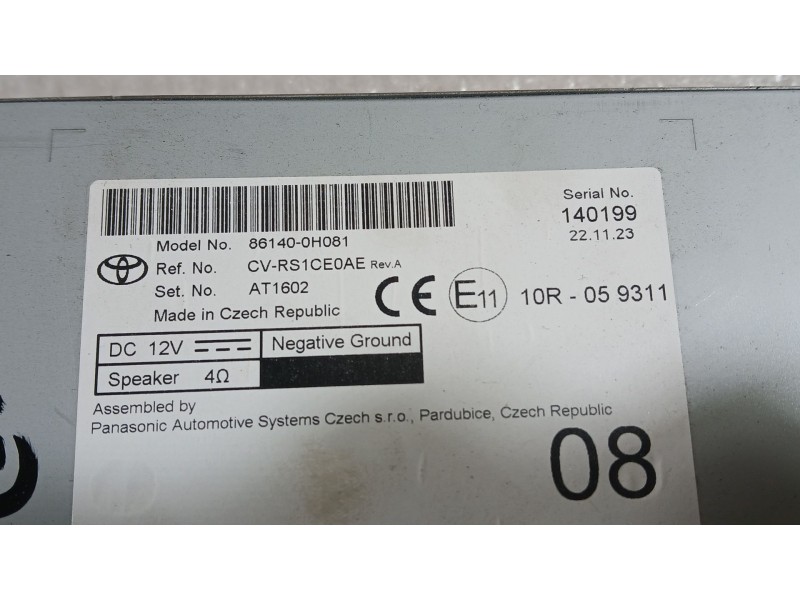 Serial No.
140199
22.11.23
Model No. 86140-0H081
Ref. No. CV-RS1CE0AE Rev.A
Set. No. AT1602
Made in Czech Republic
CE E11 10R - 05 9311
DC 12V Negative Ground
Speaker 4Ω
Assembled by
Panasonic Automotive Systems Czech s.r.o., Pardubice, Czech Republic
08